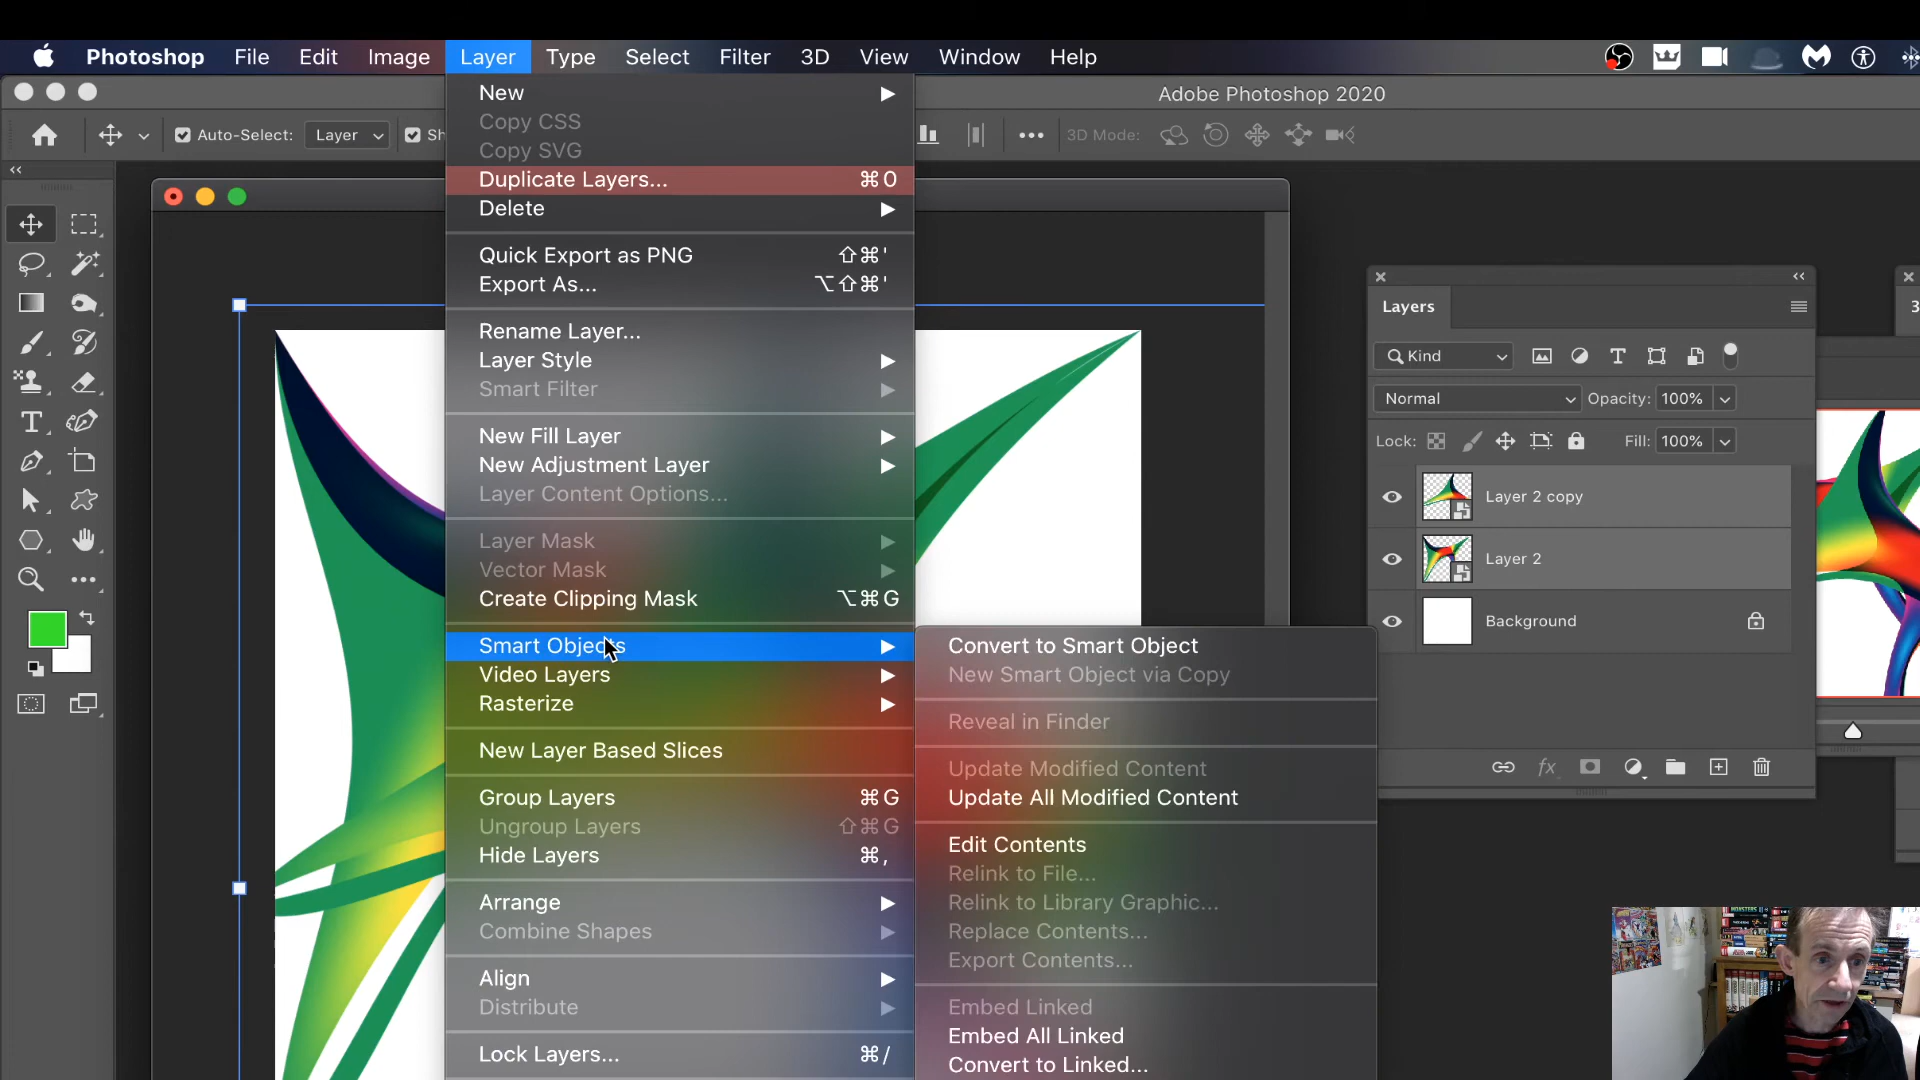 Photoshop File Edit Image Layer Type Select Filter 3D View Window Help
Adobe Photoshop 2020
Auto-Select: Layer Sh 3D Mode:
New
Copy CSS
Copy SVG
Duplicate Layers... ⌘O
Delete
Quick Export as PNG ⇧⌘'
Export As... ⌥⇧⌘'
Rename Layer...
Layer Style
Smart Filter
New Fill Layer
New Adjustment Layer
Layer Content Options...
Layer Mask
Vector Mask
Create Clipping Mask ⌥⌘G
Smart Objects
Video Layers
Rasterize
New Layer Based Slices
Group Layers ⌘G
Ungroup Layers ⇧⌘G
Hide Layers ⌘,
Arrange
Combine Shapes
Align
Distribute
Lock Layers... ⌘/
Convert to Smart Object
New Smart Object via Copy
Reveal in Finder
Update Modified Content
Update All Modified Content
Edit Contents
Relink to File...
Relink to Library Graphic...
Replace Contents...
Export Contents...
Embed Linked
Embed All Linked
Convert to Linked...
Layers
Kind
Normal Opacity: 100%
Lock: Fill: 100%
Layer 2 copy
Layer 2
Background
fx
3